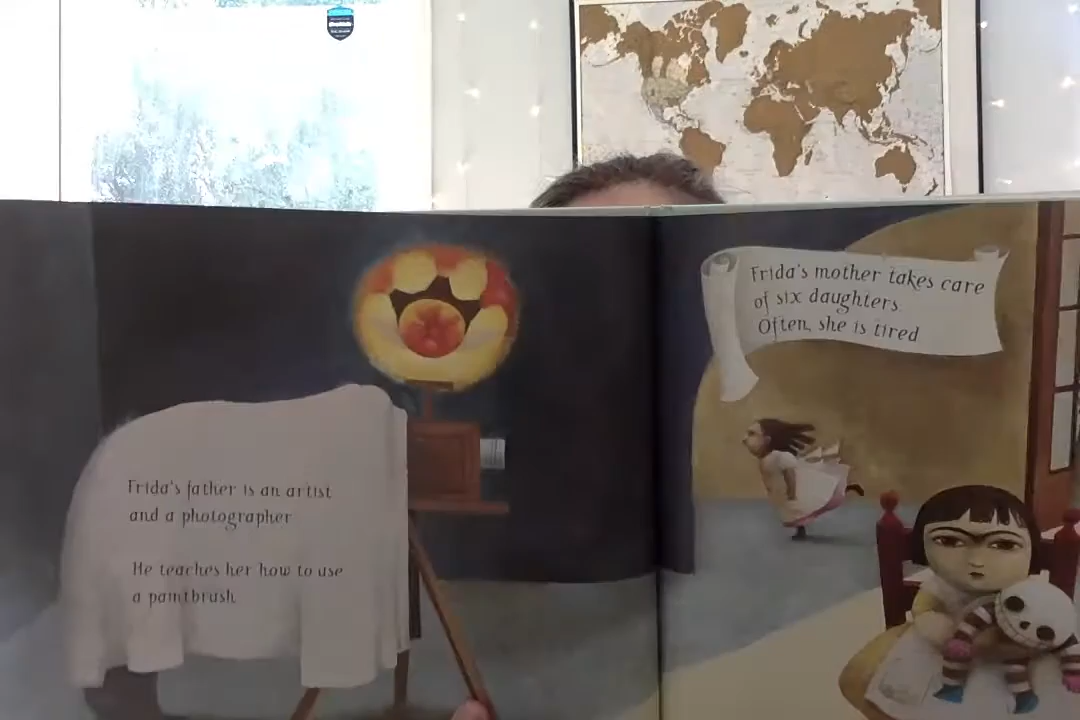 Frida's father is an artist
and a photographer
He teaches her how to use
a paintbrush
Frida's mother takes care
of six daughters.
Often, she is tired